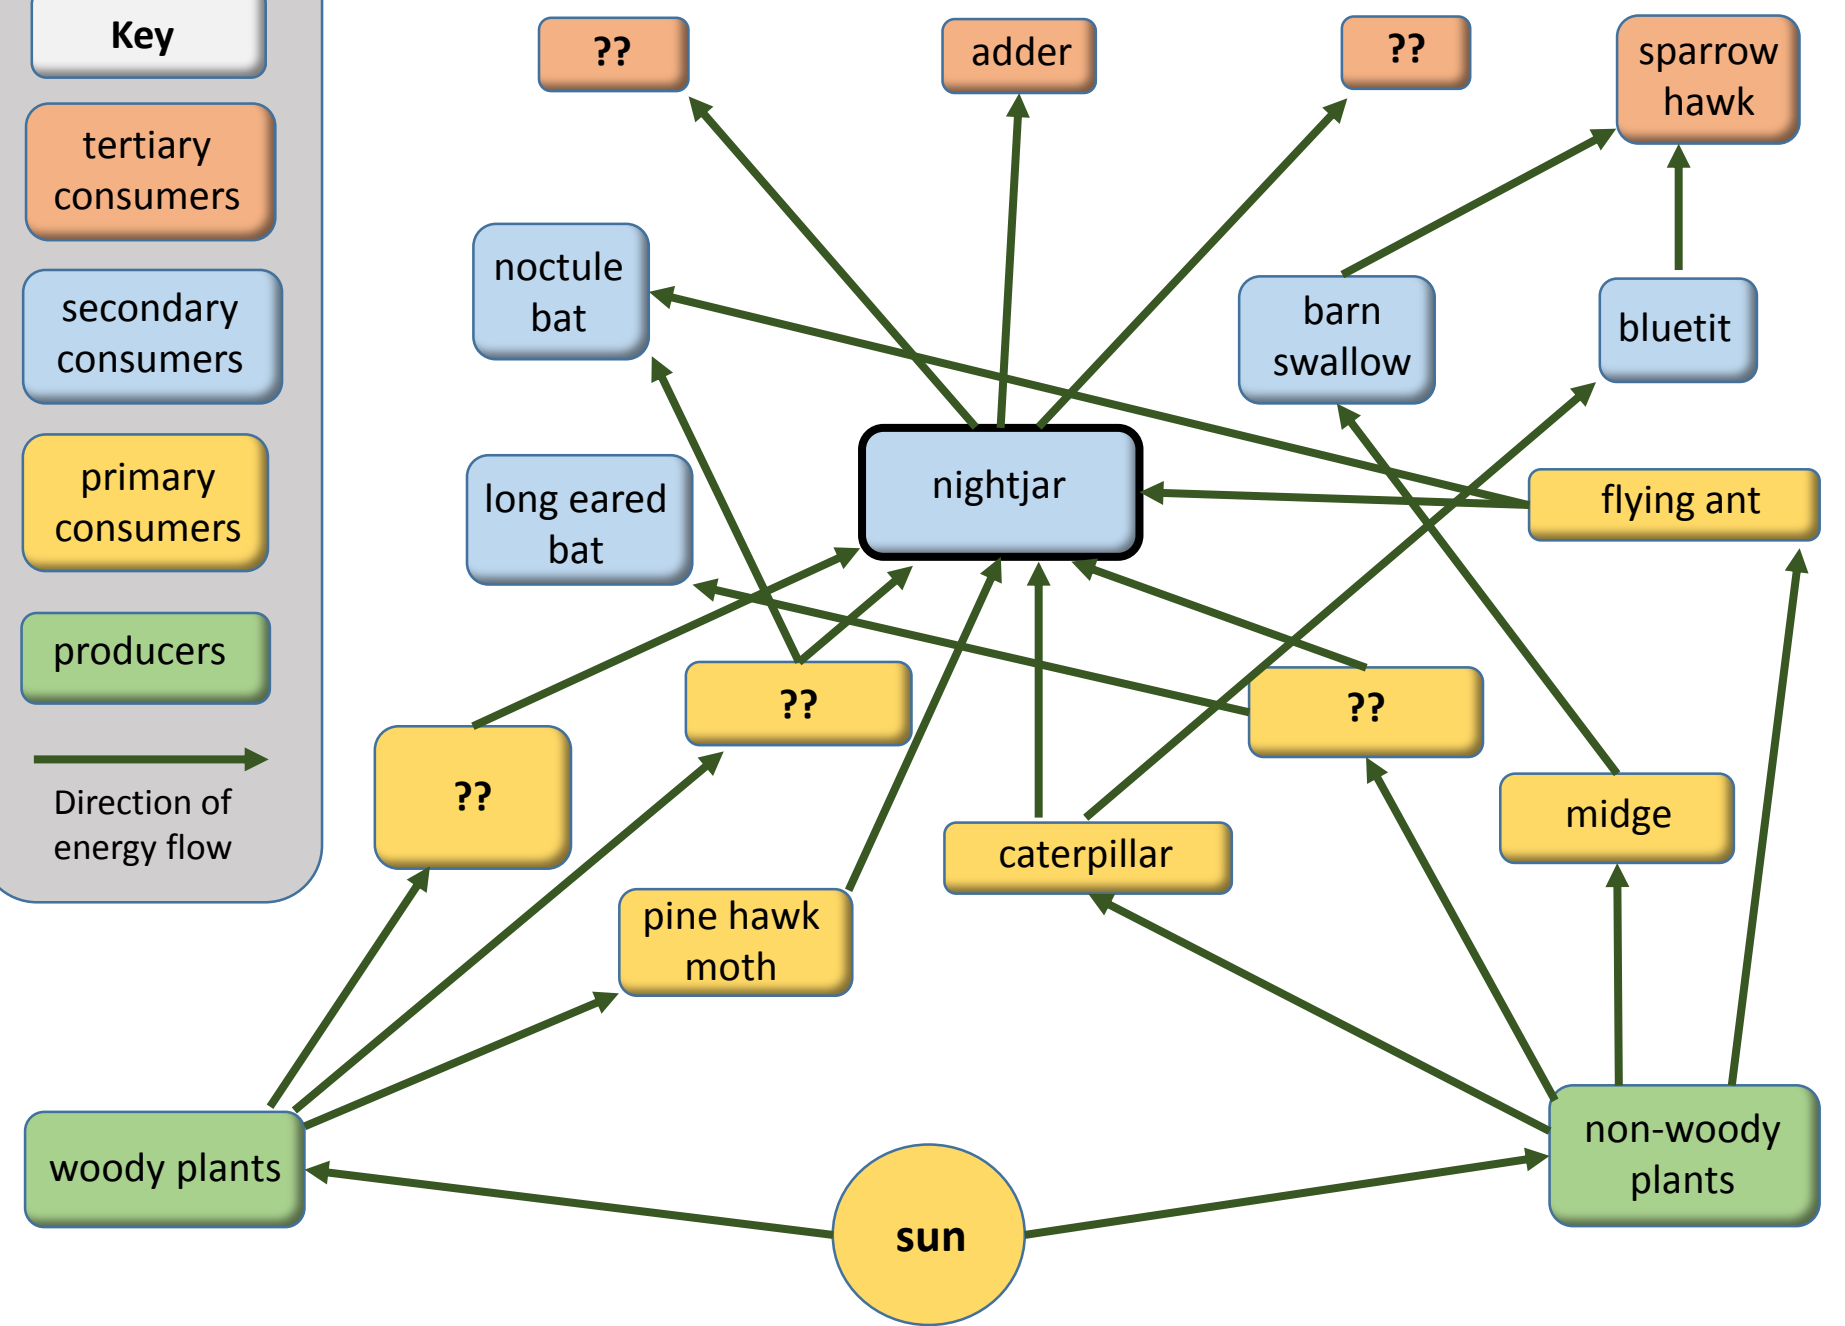 Key
tertiary
consumers
secondary
consumers
primary
consumers
producers
Direction of
energy flow
??
adder
??
sparrow
hawk
noctule
bat
barn
swallow
bluetit
long eared
bat
nightjar
flying ant
??
??
??
caterpillar
midge
pine hawk
moth
woody plants
sun
non-woody
plants